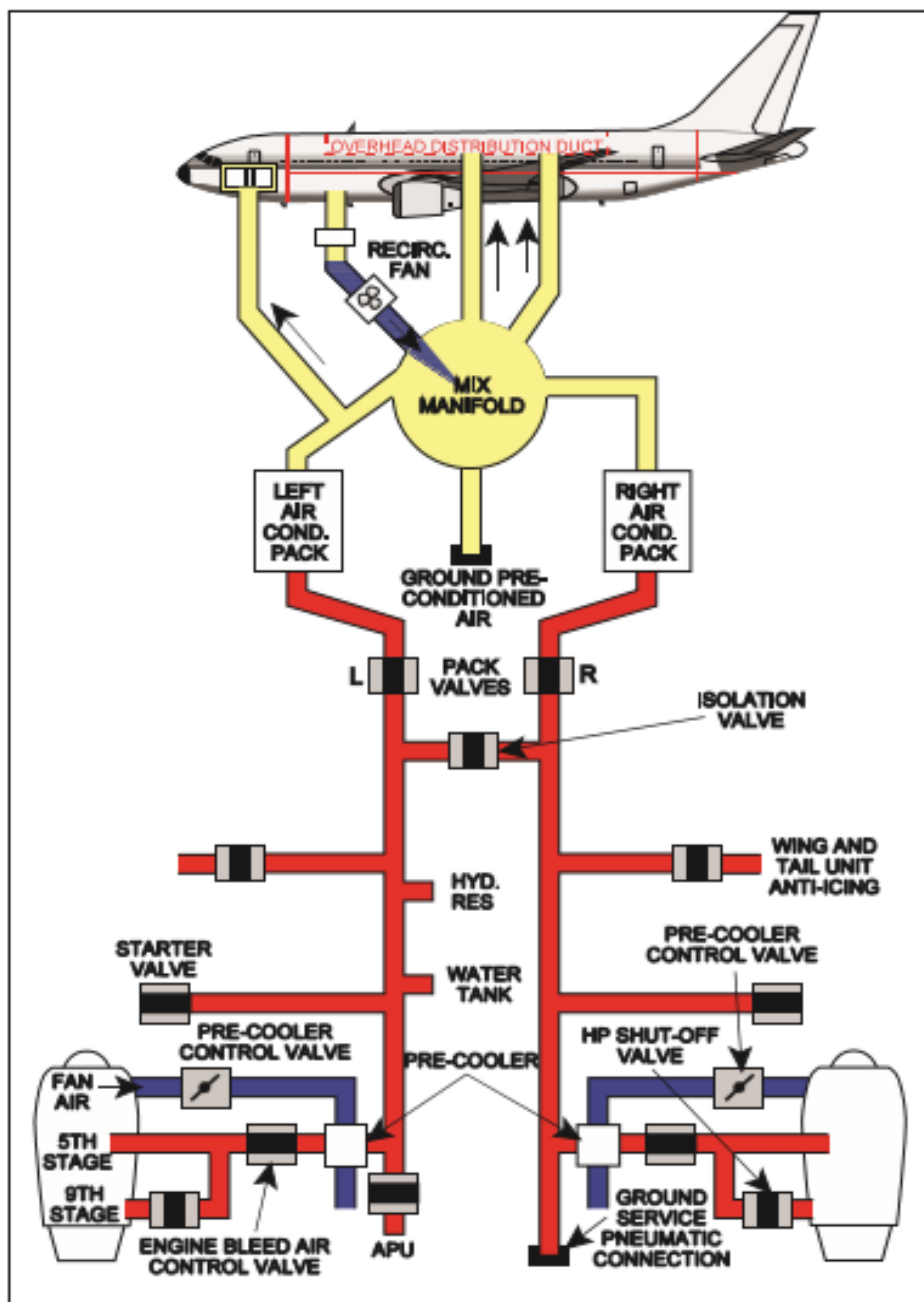 OVERHEAD DISTRIBUTION DUCT
RECIRC.
FAN
MIX
MANIFOLD
LEFT
AIR
COND.
PACK
RIGHT
AIR
COND.
PACK
GROUND PRE-
CONDITIONED
AIR
L
PACK
VALVES
R
ISOLATION
VALVE
WING AND
TAIL UNIT
ANTI-ICING
HYD.
RES
STARTER
VALVE
WATER
TANK
PRE-COOLER
CONTROL VALVE
PRE-COOLER
CONTROL VALVE
PRE-COOLER
HP SHUT-OFF
VALVE
FAN
AIR
5TH
STAGE
9TH
STAGE
ENGINE BLEED AIR
CONTROL VALVE
APU
GROUND
SERVICE
PNEUMATIC
CONNECTION